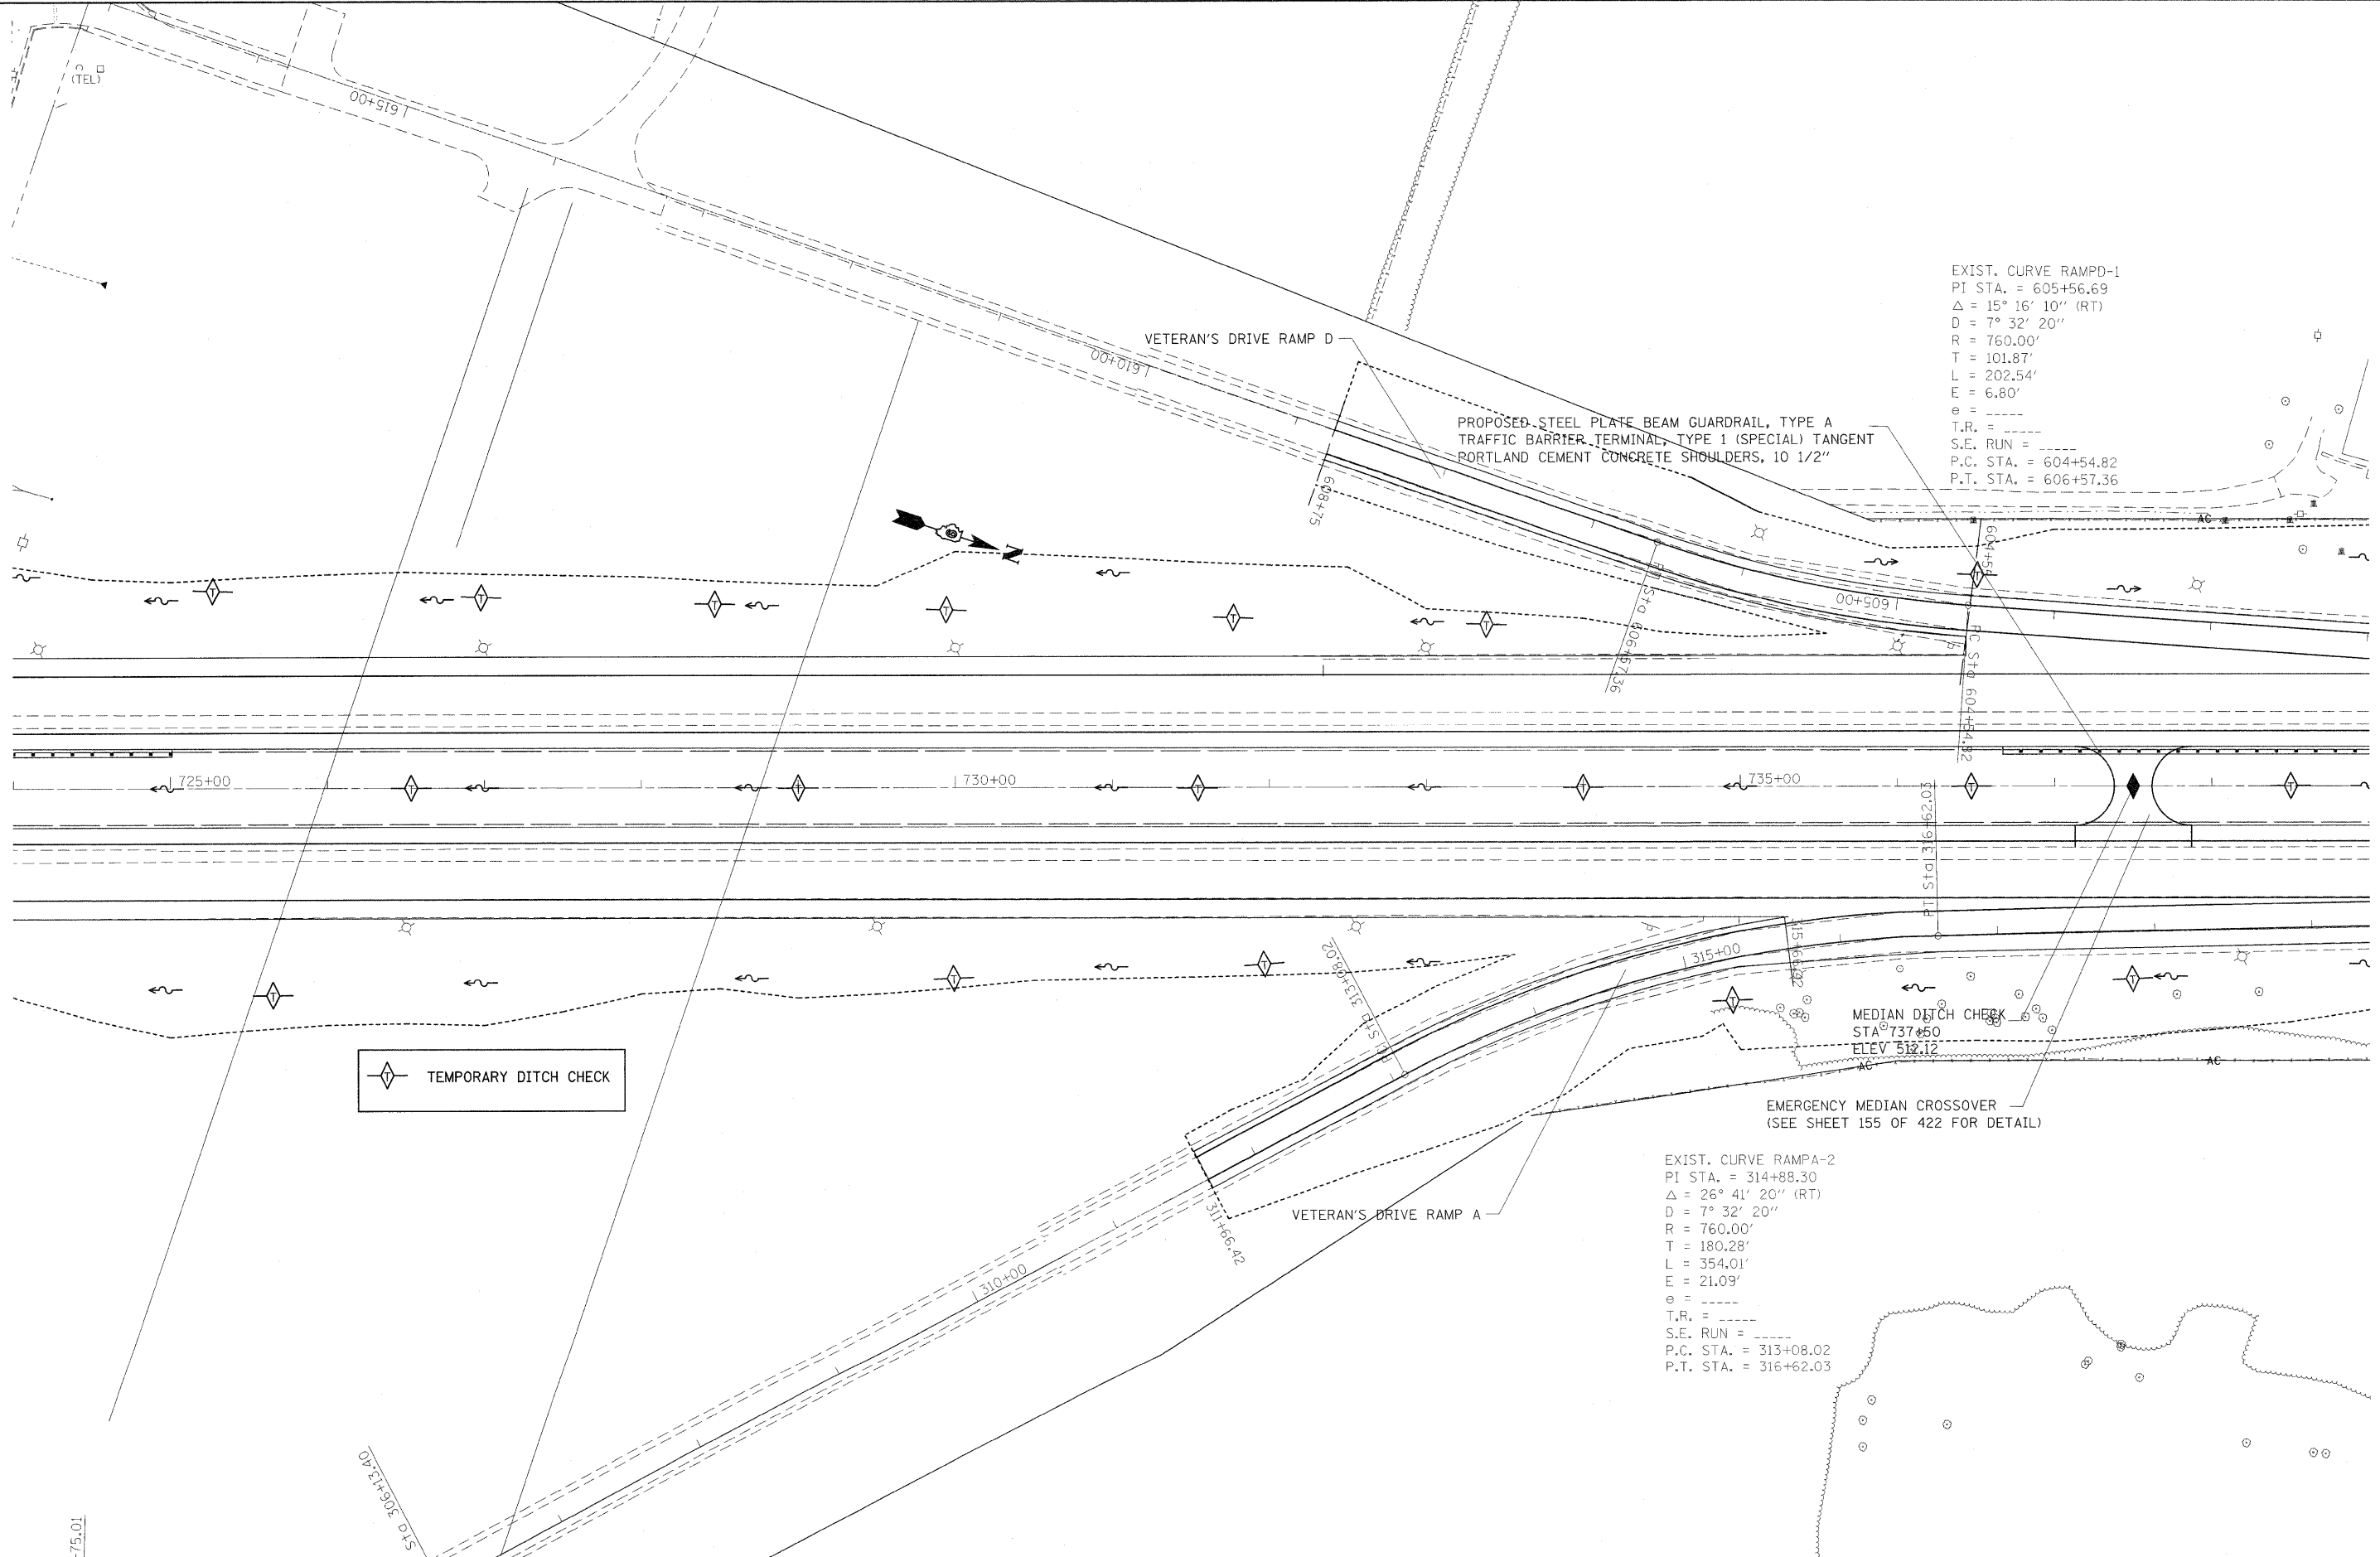 (TEL)
615+00
610+00
VETERAN'S DRIVE RAMP D
PROPOSED STEEL PLATE BEAM GUARDRAIL, TYPE A
TRAFFIC BARRIER TERMINAL, TYPE 1 (SPECIAL) TANGENT
PORTLAND CEMENT CONCRETE SHOULDERS, 10 1/2"
EXIST. CURVE RAMPD-1
PI STA. = 605+56.69
Δ = 15° 16' 10" (RT)
D = 7° 32' 20"
R = 760.00'
T = 101.87'
L = 202.54'
E = 6.80'
e = _____
T.R. = _____
S.E. RUN = _____
P.C. STA. = 604+54.82
P.T. STA. = 606+57.36
608+75
N
AC
605+00
PT Sta 606+57.36
PC Sta 604+54.82
725+00
730+00
735+00
PT Sta 316+62.03
PC Sta 313+08.02
315+00
315+66.92
T TEMPORARY DITCH CHECK
MEDIAN DITCH CHECK
STA 737+50
ELEV 512.12
AC
AC
EMERGENCY MEDIAN CROSSOVER
(SEE SHEET 155 OF 422 FOR DETAIL)
VETERAN'S DRIVE RAMP A
311+66.42
310+00
EXIST. CURVE RAMPA-2
PI STA. = 314+88.30
Δ = 26° 41' 20" (RT)
D = 7° 32' 20"
R = 760.00'
T = 180.28'
L = 354.01'
E = 21.09'
e = _____
T.R. = _____
S.E. RUN = _____
P.C. STA. = 313+08.02
P.T. STA. = 316+62.03
Sta 306+13.40
+75.01